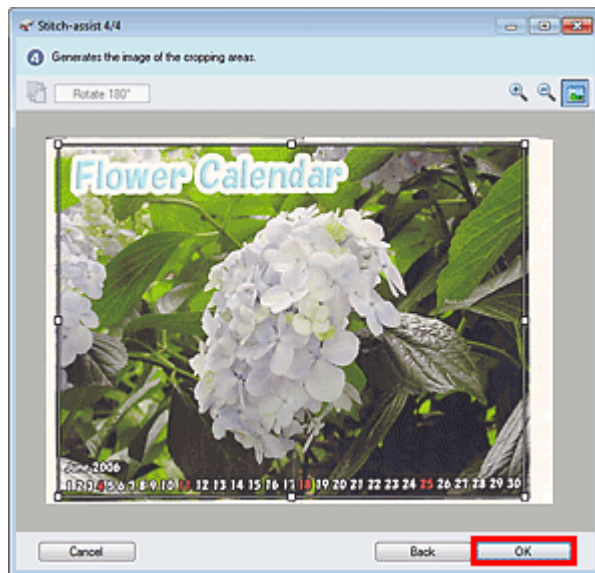 Stitch-assist 4/4
4 Generates the image of the cropping areas.
Rotate 180°
Flower Calendar
June 2006
1 2 3 4 5 6 7 8 9 10 11 12 13 14 15 16 17 18 19 20 21 22 23 24 25 26 27 28 29 30
Cancel Back OK